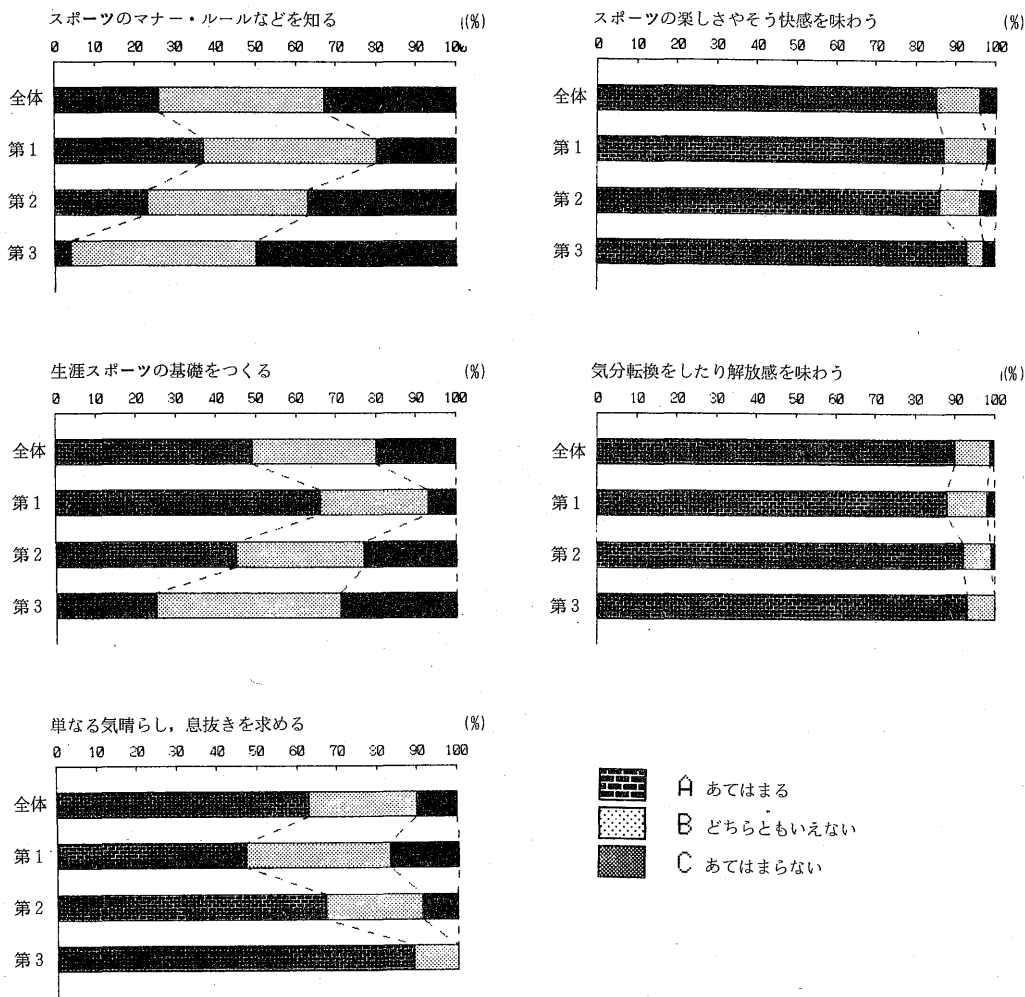 スポーツのマナー・ルールなどを知る (%)
0 10 20 30 40 50 60 70 80 90 100
全体
第1
第2
第3
スポーツの楽しさやそう快感を味わう (%)
0 10 20 30 40 50 60 70 80 90 100
全体
第1
第2
第3
生涯スポーツの基礎をつくる (%)
0 10 20 30 40 50 60 70 80 90 100
全体
第1
第2
第3
気分転換をしたり解放感を味わう (%)
0 10 20 30 40 50 60 70 80 90 100
全体
第1
第2
第3
単なる気晴らし，息抜きを求める (%)
0 10 20 30 40 50 60 70 80 90 100
全体
第1
第2
第3
A あてはまる
B どちらともいえない
C あてはまらない